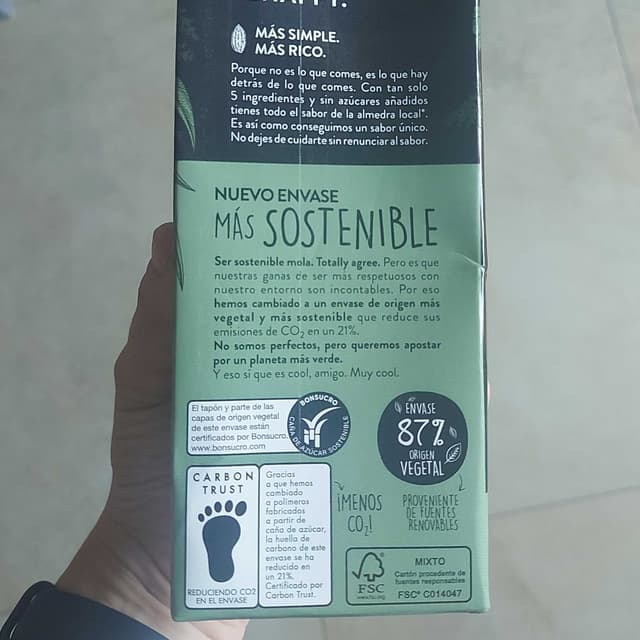 MÁS SIMPLE.
MÁS RICO.
Porque no es lo que comes, es lo que hay
detrás de lo que comes. Con tan solo
5 ingredientes y sin azúcares añadidos
tienes todo el sabor de la almedra local*.
Es así como conseguimos un sabor único.
No dejes de cuidarte sin renunciar al sabor.
NUEVO ENVASE
MÁS SOSTENIBLE
Ser sostenible mola. Totally agree. Pero es que
nuestras ganas de ser más respetuosos con
nuestro entorno son incontables. Por eso
hemos cambiado a un envase de origen más
vegetal y más sostenible que reduce sus
emisiones de CO₂ en un 21%.
No somos perfectos, pero queremos apostar
por un planeta más verde.
Y eso sí que es cool, amigo. Muy cool.
El tapón y parte de las
capas de origen vegetal
de este envase están
certificados por Bonsucro.
www.bonsucro.com
BONSUCRO
CAÑA DE AZÚCAR SOSTENIBLE
ENVASE
87%
ORIGEN
VEGETAL
PROVENIENTE
DE FUENTES
RENOVABLES
¡MENOS
CO₂!
CARBON
TRUST
REDUCIENDO CO2
EN EL ENVASE
Gracias
a que hemos
cambiado
a polímeros
fabricados
a partir de
caña de azúcar,
la huella de
carbono de este
envase se ha
reducido en
un 21%.
Certificado por
Carbon Trust.
FSC
www.fsc.org
MIXTO
Cartón procedente de
fuentes responsables
FSC® C014047